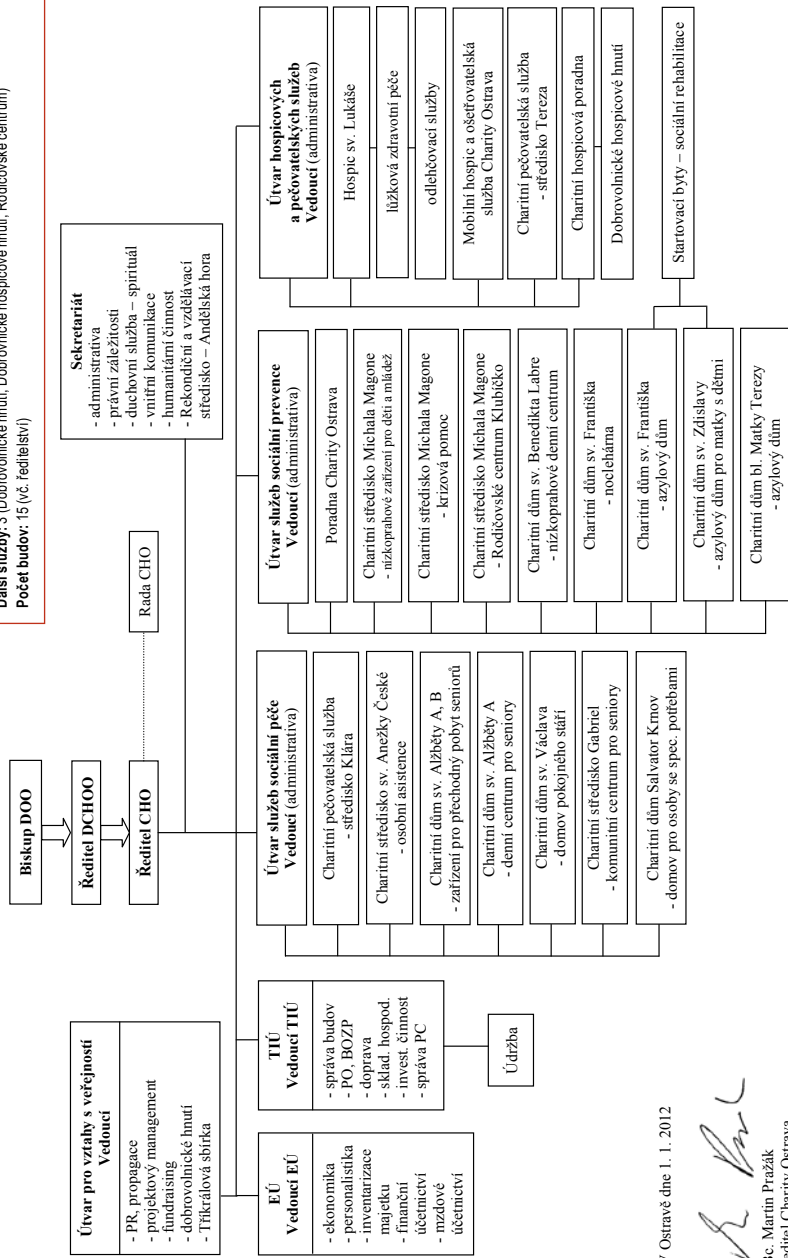 Další služby: 3 (Dobrovolnické hnutí, Dobrovolnické hospicové hnutí, Rodičovské centrum)
Počet budov: 15 (vč. ředitelství)
Biskup DOO
Ředitel DCHOO
Ředitel CHO
Rada CHO
Sekretariát
- administrativa
- právní záležitosti
- duchovní služba – spirituál
- vnitřní komunikace
- humanitární činnost
- Rekondiční a vzdělávací
středisko – Andělská hora
Útvar pro vztahy s veřejností
Vedoucí
- PR, propagace
- projektový management
- fundraising
- dobrovolnické hnutí
- Tříkrálová sbírka
EÚ
Vedoucí EÚ
- ekonomika
- personalistika
- inventarizace
majetku
- finanční
účetnictví
- mzdové
účetnictví
TIÚ
Vedoucí TIÚ
- správa budov
- PO, BOZP
- doprava
- sklad. hospod.
- invest. činnost
- správa PC
Údržba
Útvar služeb sociální péče
Vedoucí (administrativa)
Charitní pečovatelská služba
- středisko Klára
Charitní středisko sv. Anežky České
- osobní asistence
Charitní dům sv. Alžběty A, B
- zařízení pro přechodný pobyt seniorů
Charitní dům sv. Alžběty A
- denní centrum pro seniory
Charitní dům sv. Václava
- domov pokojného stáří
Charitní středisko Gabriel
- komunitní centrum pro seniory
Charitní dům Salvator Krnov
- domov pro osoby se spec. potřebami
Útvar služeb sociální prevence
Vedoucí (administrativa)
Poradna Charity Ostrava
Charitní středisko Michala Magone
- nízkoprahové zařízení pro děti a mládež
Charitní středisko Michala Magone
- krizová pomoc
Charitní středisko Michala Magone
- Rodičovské centrum Klubíčko
Charitní dům sv. Benedikta Labre
- nízkoprahové denní centrum
Charitní dům sv. Františka
- noclehárna
Charitní dům sv. Františka
- azylový dům
Charitní dům sv. Zdislavy
- azylový dům pro matky s dětmi
Charitní dům bl. Matky Terezy
- azylový dům
Útvar hospicových
a pečovatelských služeb
Vedoucí (administrativa)
Hospic sv. Lukáše
lůžková zdravotní péče
odlehčovací služby
Mobilní hospic a ošetřovatelská
služba Charity Ostrava
Charitní pečovatelská služba
- středisko Tereza
Charitní hospicová poradna
Dobrovolnické hospicové hnutí
Startovací byty – sociální rehabilitace
V Ostravě dne 1. 1. 2012
Bc. Martin Pražák
ředitel Charity Ostrava